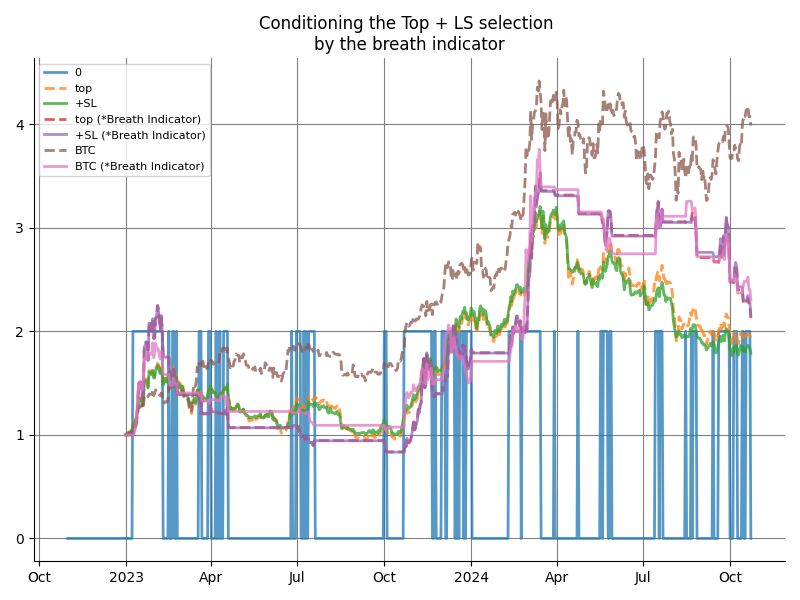 Conditioning the Top + LS selection
by the breath indicator
0
top
+SL
top (*Breath Indicator)
+SL (*Breath Indicator)
BTC
BTC (*Breath Indicator)
4
3
2
1
0
Oct
2023
Apr
Jul
Oct
2024
Apr
Jul
Oct